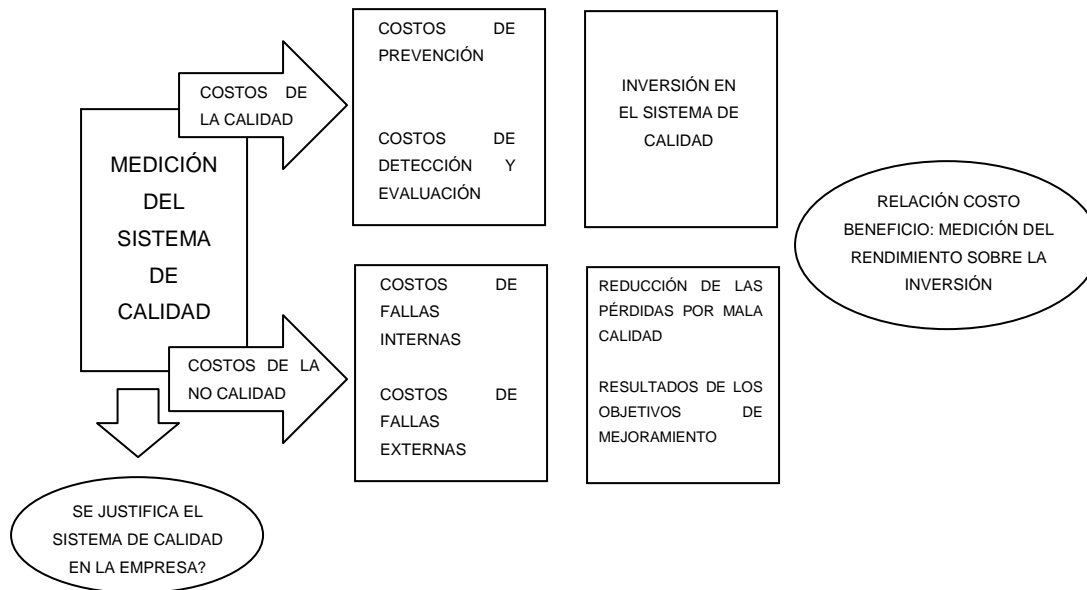 MEDICIÓN
DEL
SISTEMA
DE
CALIDAD
COSTOS DE
LA CALIDAD
COSTOS DE
PREVENCIÓN
COSTOS DE
DETECCIÓN Y
EVALUACIÓN
INVERSIÓN EN
EL SISTEMA DE
CALIDAD
COSTOS DE LA
NO CALIDAD
COSTOS DE
FALLAS
INTERNAS
COSTOS DE
FALLAS
EXTERNAS
REDUCCIÓN DE LAS
PÉRDIDAS POR MALA
CALIDAD
RESULTADOS DE LOS
OBJETIVOS DE
MEJORAMIENTO
RELACIÓN COSTO
BENEFICIO: MEDICIÓN DEL
RENDIMIENTO SOBRE LA
INVERSIÓN
SE JUSTIFICA EL
SISTEMA DE CALIDAD
EN LA EMPRESA?